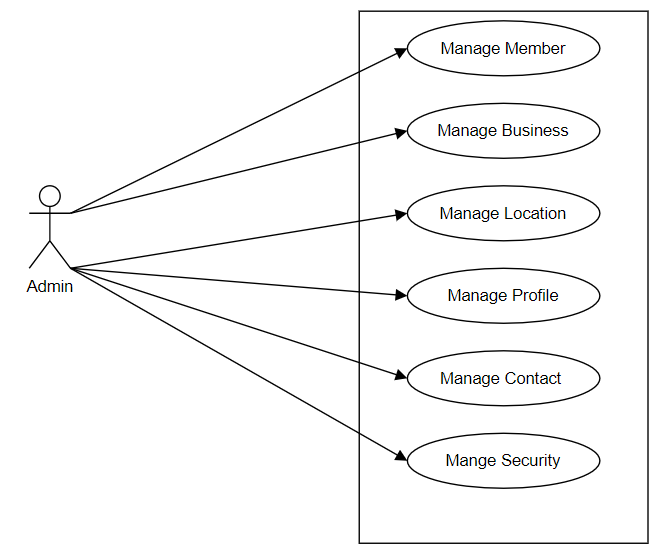 Manage Member
Manage Business
Manage Location
Admin
Manage Profile
Manage Contact
Mange Security